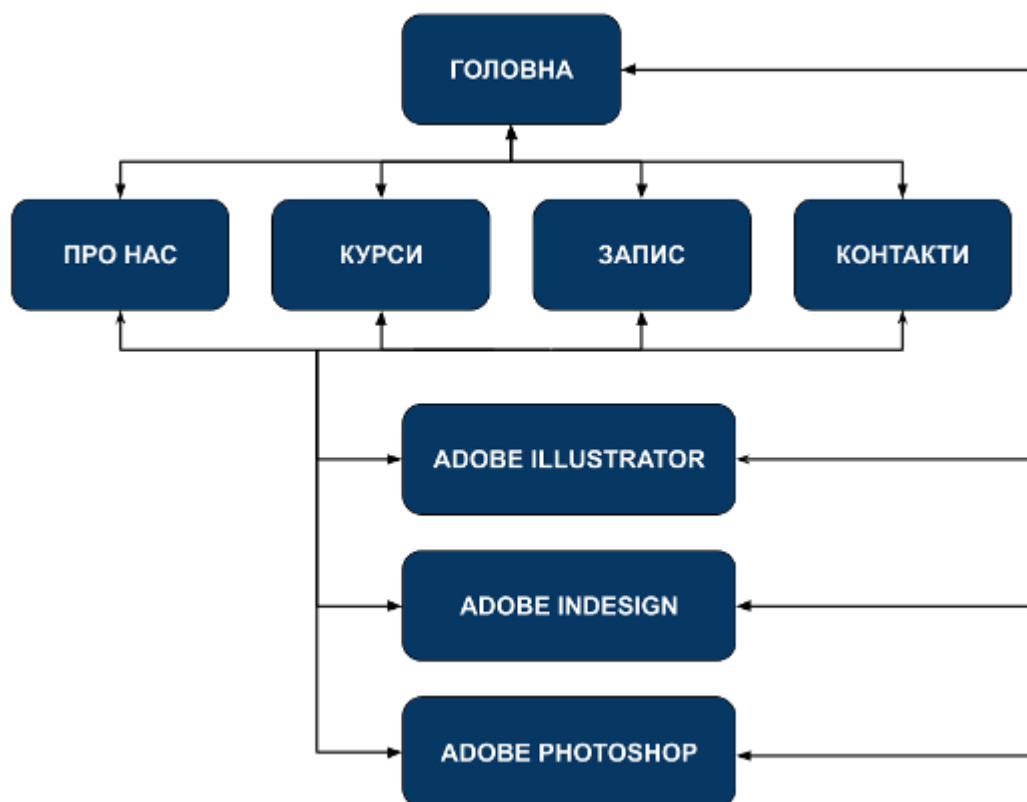 ГОЛОВНА
ПРО НАС
КУРСИ
ЗАПИС
КОНТАКТИ
ADOBE ILLUSTRATOR
ADOBE INDESIGN
ADOBE PHOTOSHOP